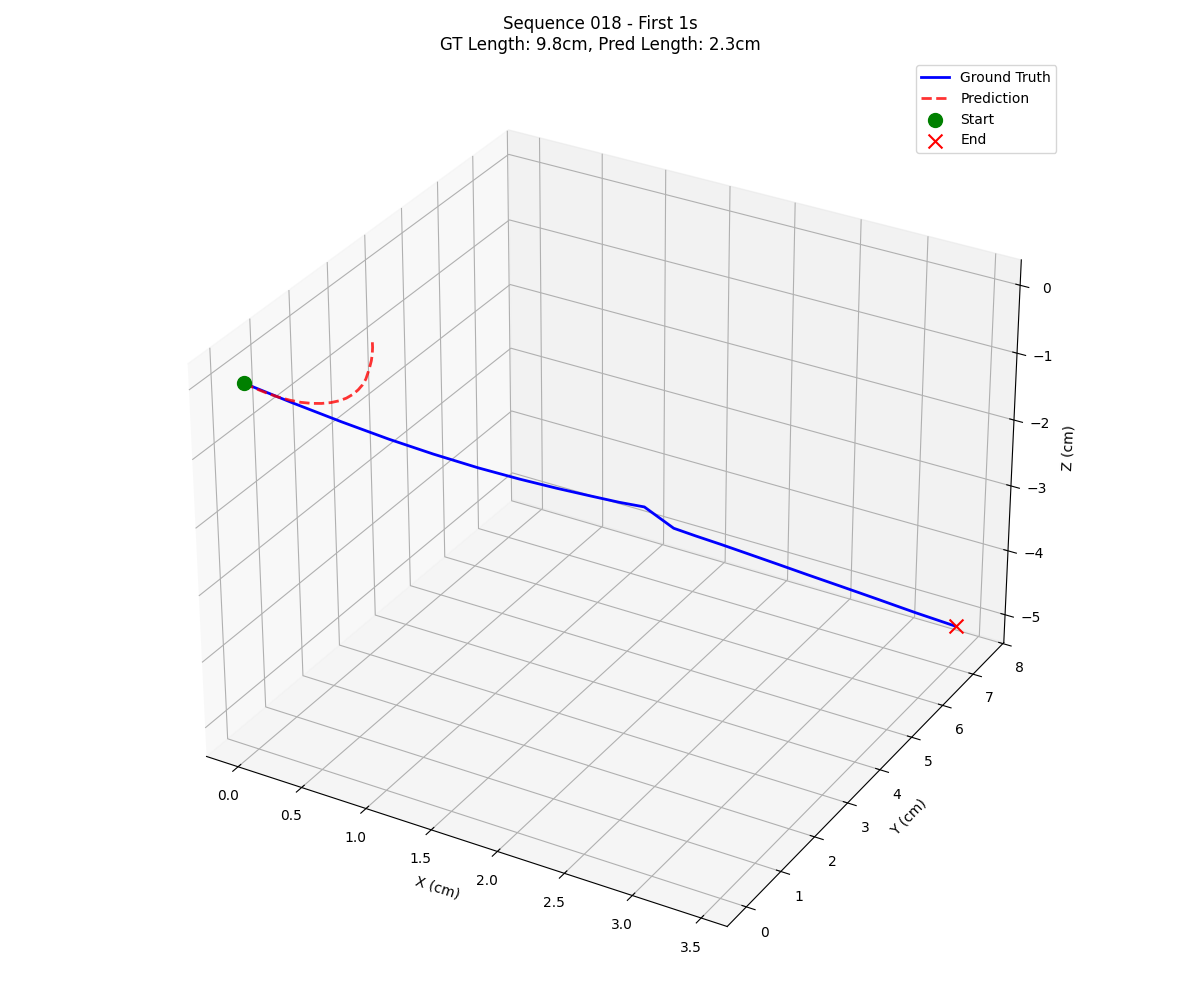 Sequence 018 - First 1s
GT Length: 9.8cm, Pred Length: 2.3cm
Ground Truth
Prediction
Start
End
0
−1
−2
−3
−4
−5
Z (cm)
8
7
6
5
4
3
2
1
0
Y (cm)
0.0
0.5
1.0
1.5
2.0
2.5
3.0
3.5
X (cm)